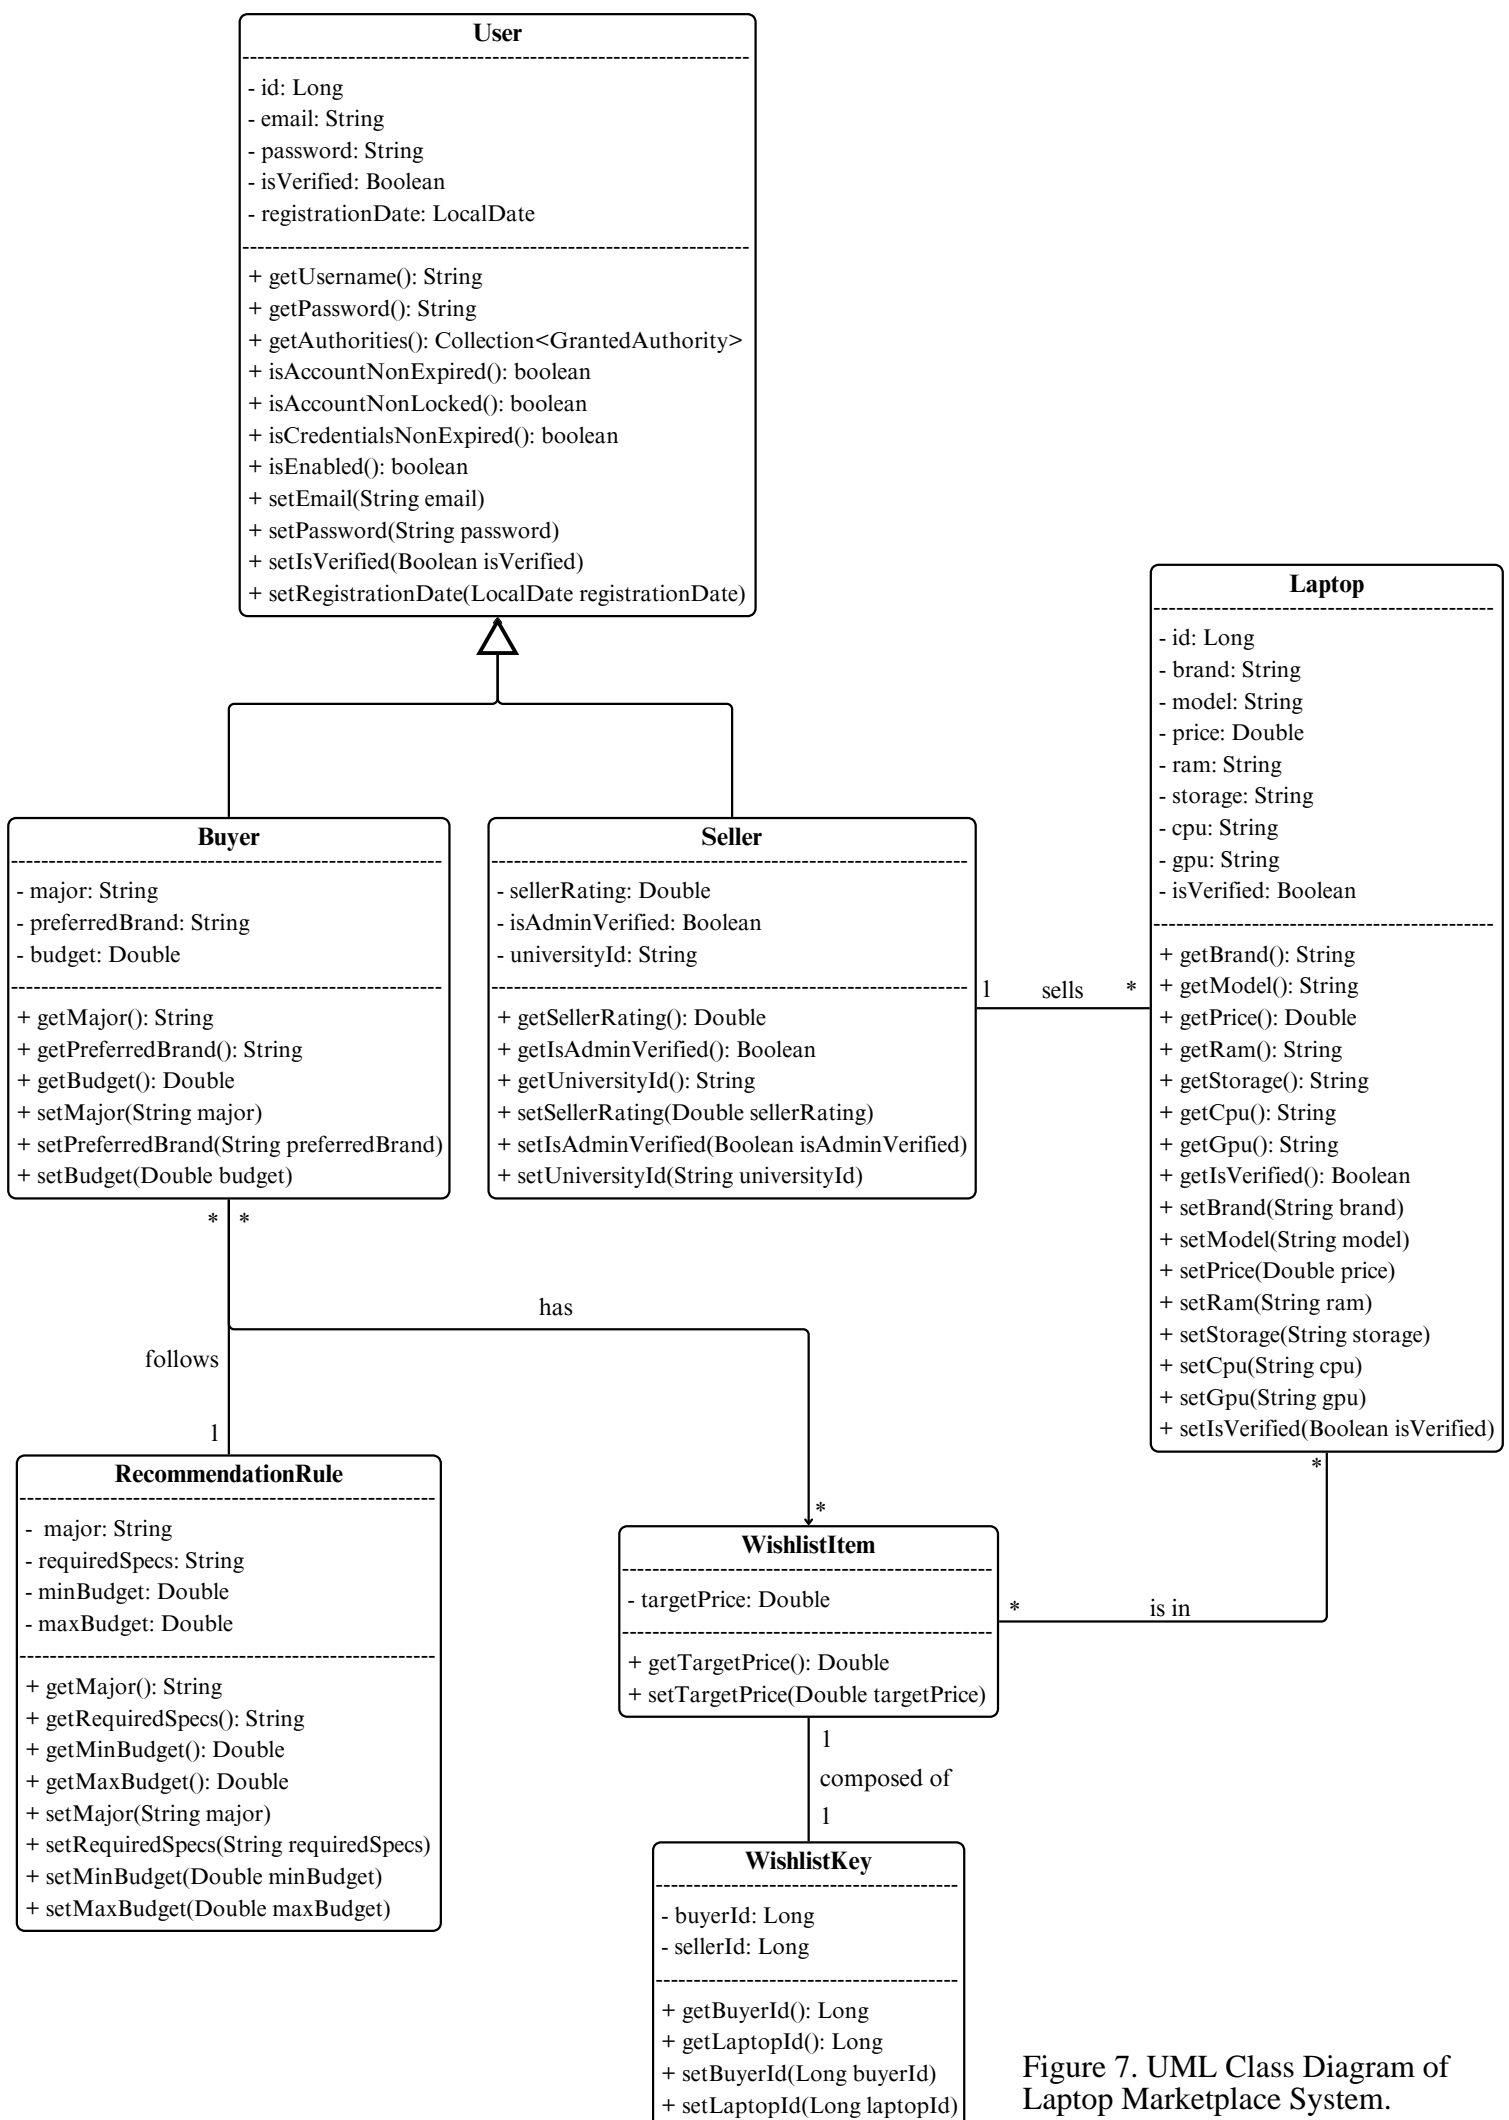 User
- id: Long
- email: String
- password: String
- isVerified: Boolean
- registrationDate: LocalDate
+ getUsername(): String
+ getPassword(): String
+ getAuthorities(): Collection<GrantedAuthority>
+ isAccountNonExpired(): boolean
+ isAccountNonLocked(): boolean
+ isCredentialsNonExpired(): boolean
+ isEnabled(): boolean
+ setEmail(String email)
+ setPassword(String password)
+ setIsVerified(Boolean isVerified)
+ setRegistrationDate(LocalDate registrationDate)
Laptop
- id: Long
- brand: String
- model: String
- price: Double
- ram: String
- storage: String
- cpu: String
- gpu: String
- isVerified: Boolean
+ getBrand(): String
+ getModel(): String
+ getPrice(): Double
+ getRam(): String
+ getStorage(): String
+ getCpu(): String
+ getGpu(): String
+ getIsVerified(): Boolean
+ setBrand(String brand)
+ setModel(String model)
+ setPrice(Double price)
+ setRam(String ram)
+ setStorage(String storage)
+ setCpu(String cpu)
+ setGpu(String gpu)
+ setIsVerified(Boolean isVerified)
Buyer
- major: String
- preferredBrand: String
- budget: Double
+ getMajor(): String
+ getPreferredBrand(): String
+ getBudget(): Double
+ setMajor(String major)
+ setPreferredBrand(String preferredBrand)
+ setBudget(Double budget)
Seller
- sellerRating: Double
- isAdminVerified: Boolean
- universityId: String
+ getSellerRating(): Double
+ getIsAdminVerified(): Boolean
+ getUniversityId(): String
+ setSellerRating(Double sellerRating)
+ setIsAdminVerified(Boolean isAdminVerified)
+ setUniversityId(String universityId)
1 sells *
* *
has
follows
1
*
*
* is in
RecommendationRule
- major: String
- requiredSpecs: String
- minBudget: Double
- maxBudget: Double
+ getMajor(): String
+ getRequiredSpecs(): String
+ getMinBudget(): Double
+ getMaxBudget(): Double
+ setMajor(String major)
+ setRequiredSpecs(String requiredSpecs)
+ setMinBudget(Double minBudget)
+ setMaxBudget(Double maxBudget)
WishlistItem
- targetPrice: Double
+ getTargetPrice(): Double
+ setTargetPrice(Double targetPrice)
1
composed of
1
WishlistKey
- buyerId: Long
- sellerId: Long
+ getBuyerId(): Long
+ getLaptopId(): Long
+ setBuyerId(Long buyerId)
+ setLaptopId(Long laptopId)
Figure 7. UML Class Diagram of
Laptop Marketplace System.